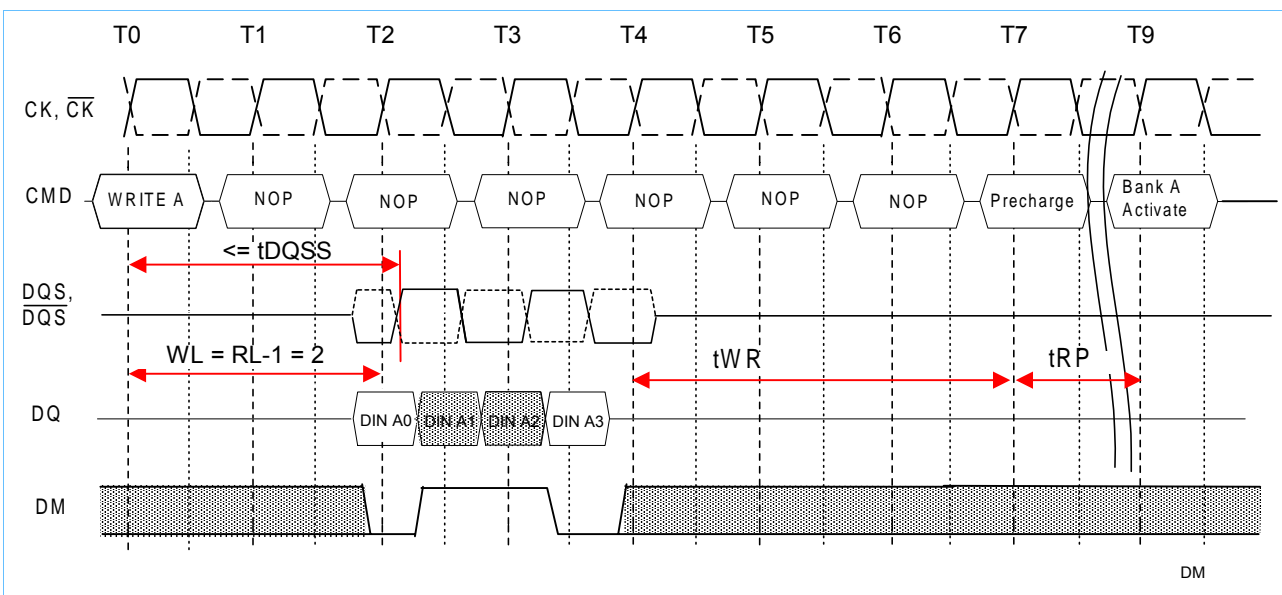 T0 T1 T2 T3 T4 T5 T6 T7 T9
CK, C̅K̅
CMD WRITE A NOP NOP NOP NOP NOP NOP Precharge Bank A
Activate
<= tDQSS
DQS,
D̅Q̅S̅
WL = RL-1 = 2 tWR tRP
DQ DIN A0 DIN A1 DIN A2 DIN A3
DM
DM